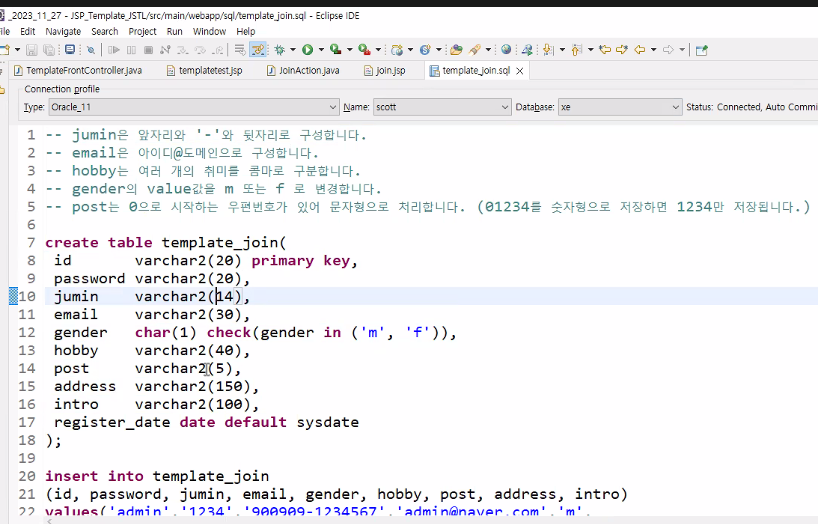 _2023_11_27 - JSP_Template_JSTL/src/main/webapp/sql/template_join.sql - Eclipse IDE
File Edit Navigate Search Project Run Window Help
TemplateFrontController.java templatetest.jsp JoinAction.java join.jsp template_join.sql
Connection profile
Type: Oracle_11 Name: scott Database: xe Status: Connected, Auto Commi
1 -- jumin은 앞자리와 '-'와 뒷자리로 구성합니다.
2 -- email은 아이디@도메인으로 구성합니다.
3 -- hobby는 여러 개의 취미를 콤마로 구분합니다.
4 -- gender의 value값을 m 또는 f 로 변경합니다.
5 -- post는 0으로 시작하는 우편번호가 있어 문자형으로 처리합니다. (01234를 숫자형으로 저장하면 1234만 저장됩니다.)
6
7 create table template_join(
8 id varchar2(20) primary key,
9 password varchar2(20),
10 jumin varchar2(14),
11 email varchar2(30),
12 gender char(1) check(gender in ('m', 'f')),
13 hobby varchar2(40),
14 post varchar2(5),
15 address varchar2(150),
16 intro varchar2(100),
17 register_date date default sysdate
18 );
19
20 insert into template_join
21 (id, password, jumin, email, gender, hobby, post, address, intro)
22 values('admin','1234','900909-1234567','admin@naver.com','m',